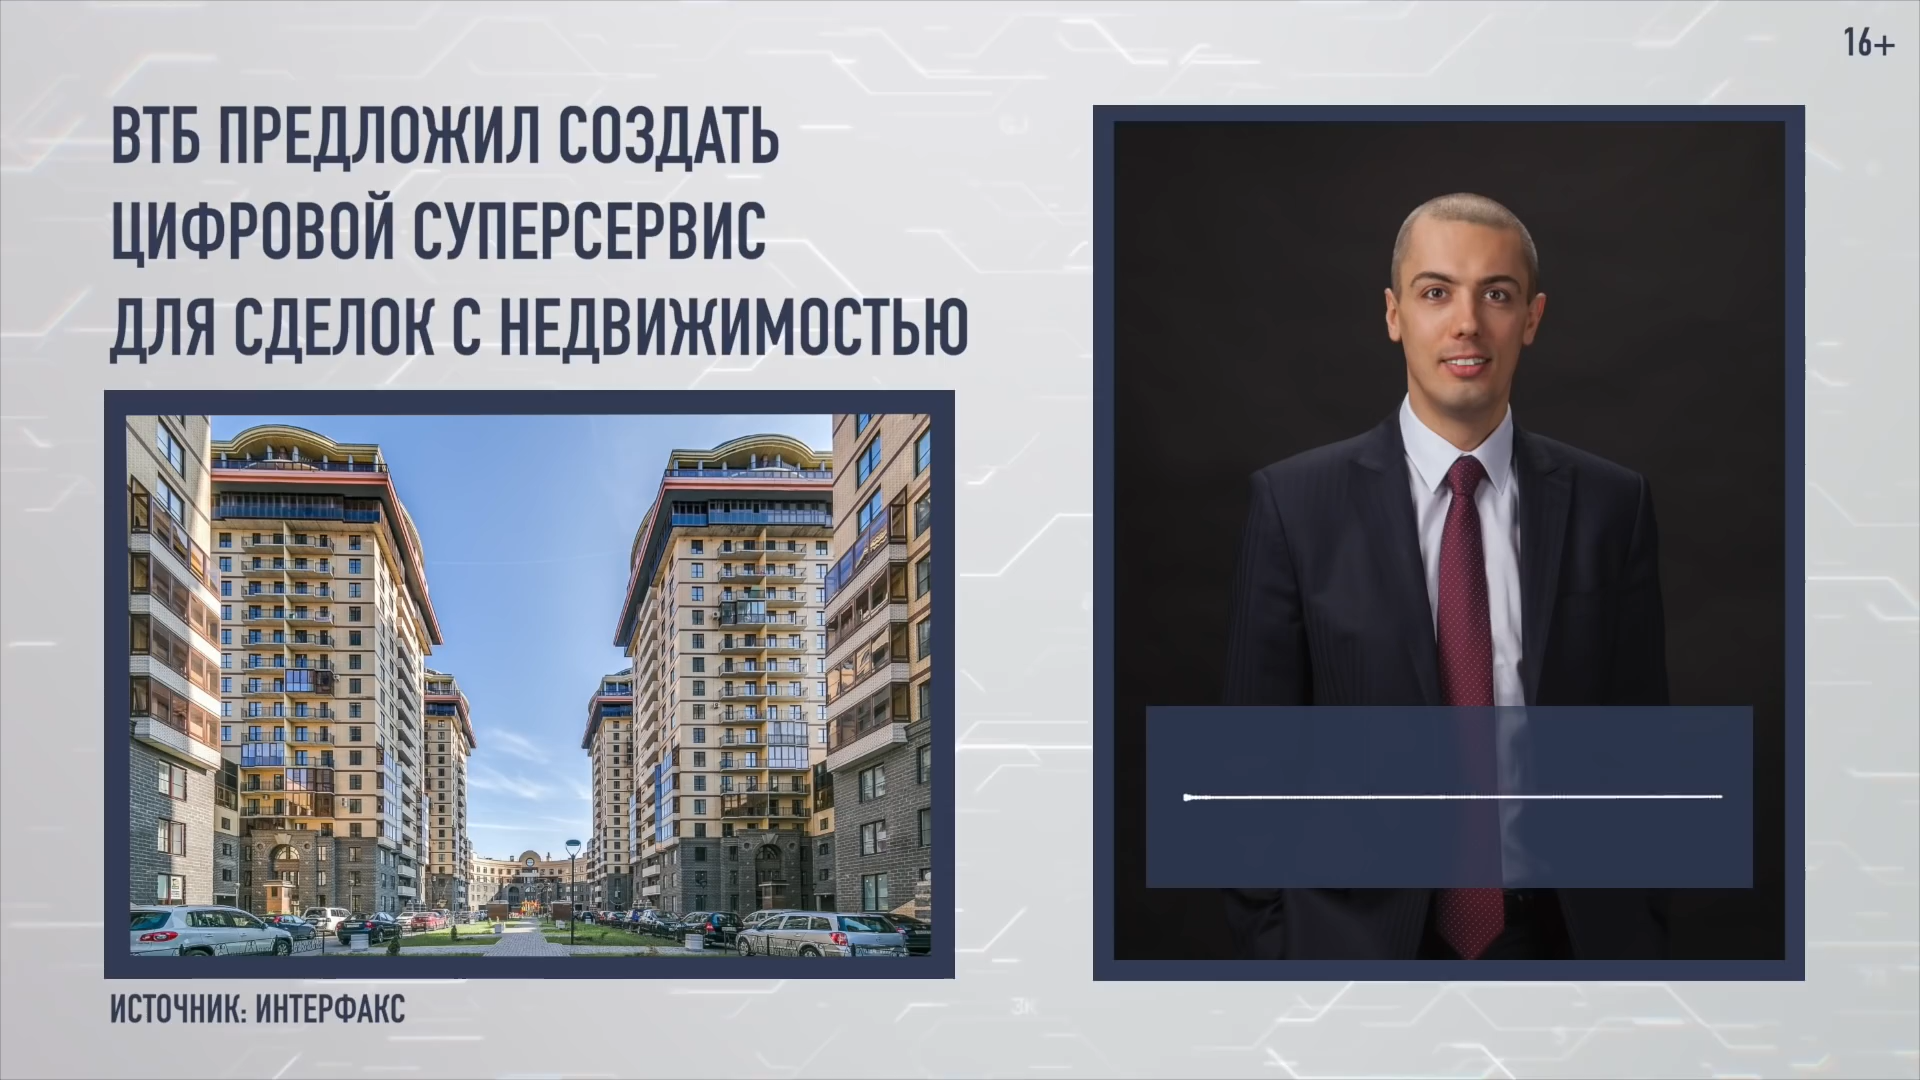 16+
ВТБ ПРЕДЛОЖИЛ СОЗДАТЬ
ЦИФРОВОЙ СУПЕРСЕРВИС
ДЛЯ СДЕЛОК С НЕДВИЖИМОСТЬЮ
ИСТОЧНИК: ИНТЕРФАКС